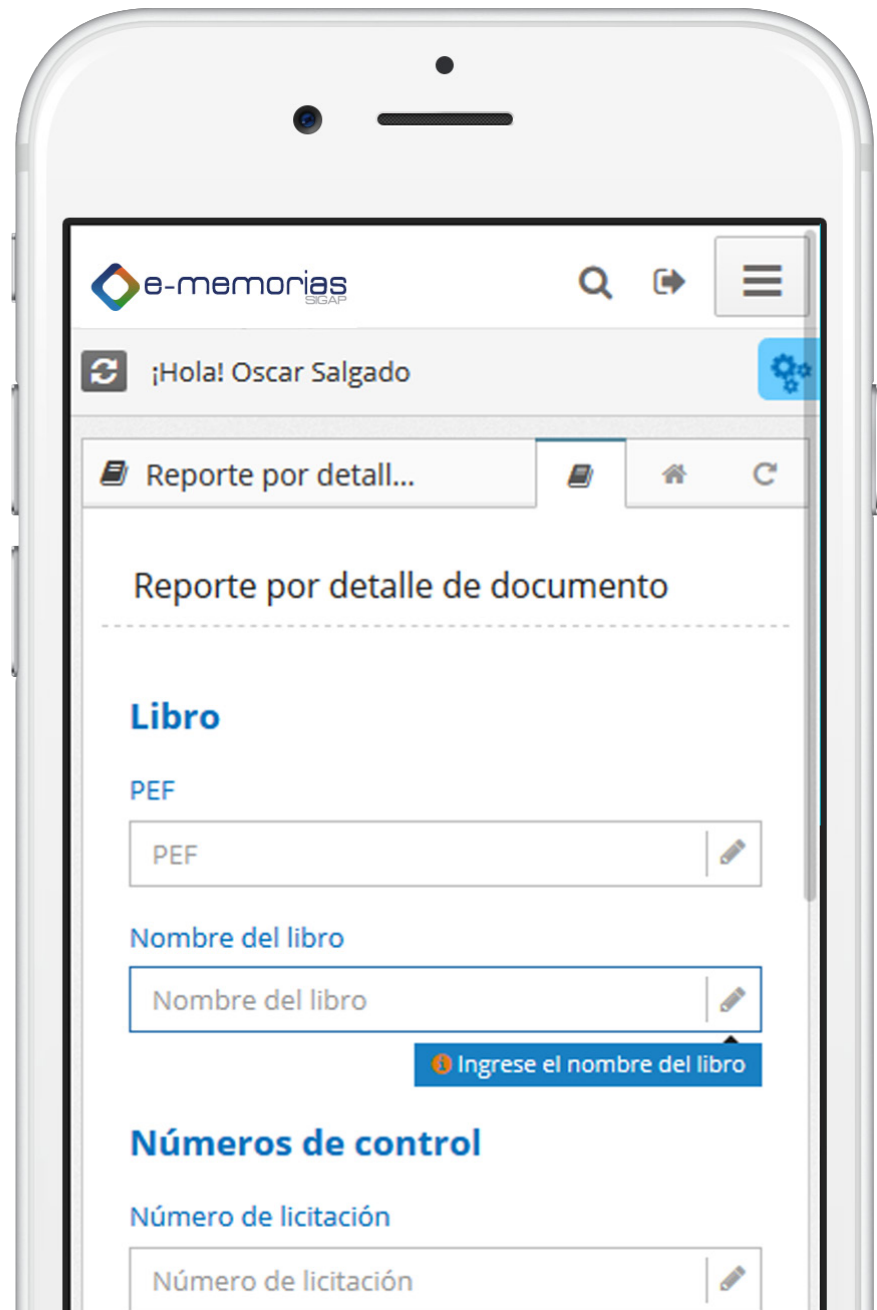 e-memorias
SIGAP
¡Hola! Oscar Salgado
Reporte por detall...
Reporte por detalle de documento
Libro
PEF
PEF
Nombre del libro
Nombre del libro
Ingrese el nombre del libro
Números de control
Número de licitación
Número de licitación